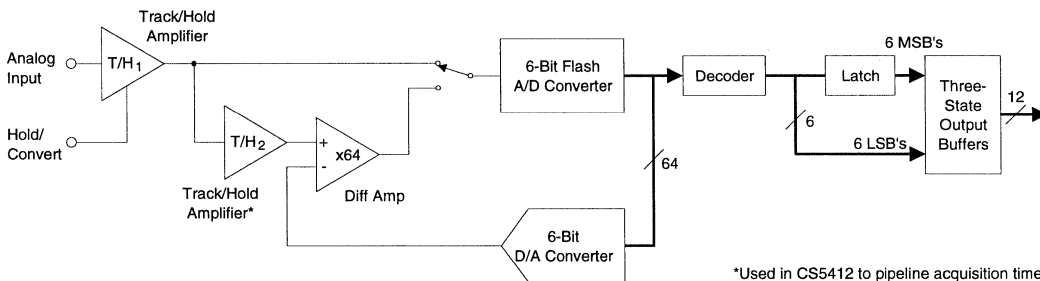 Track/Hold
Amplifier
Analog
Input
T/H1
Hold/
Convert
T/H2
Track/Hold
Amplifier*
+
-
x64
Diff Amp
6-Bit Flash
A/D Converter
6-Bit
D/A Converter
64
Decoder
6
6 MSB's
Latch
6 LSB's
Three-
State
Output
Buffers
12
*Used in CS5412 to pipeline acquisition time